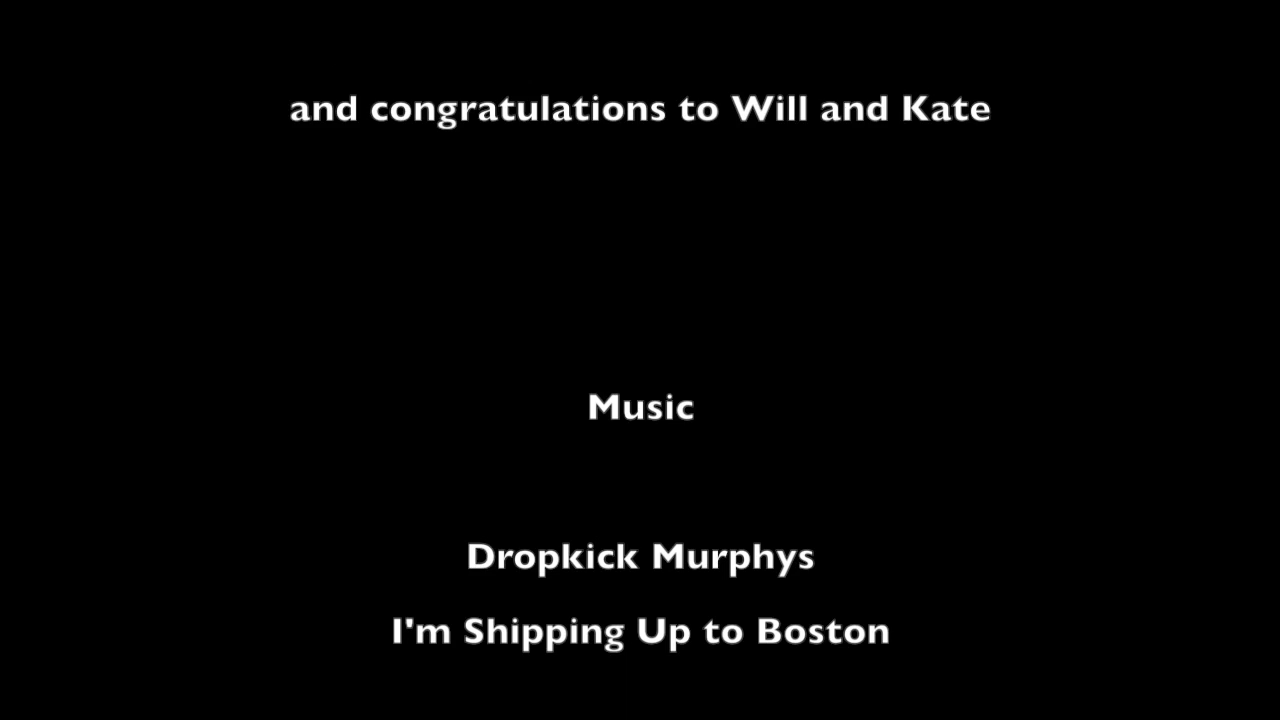 and congratulations to Will and Kate
Music
Dropkick Murphys
I'm Shipping Up to Boston